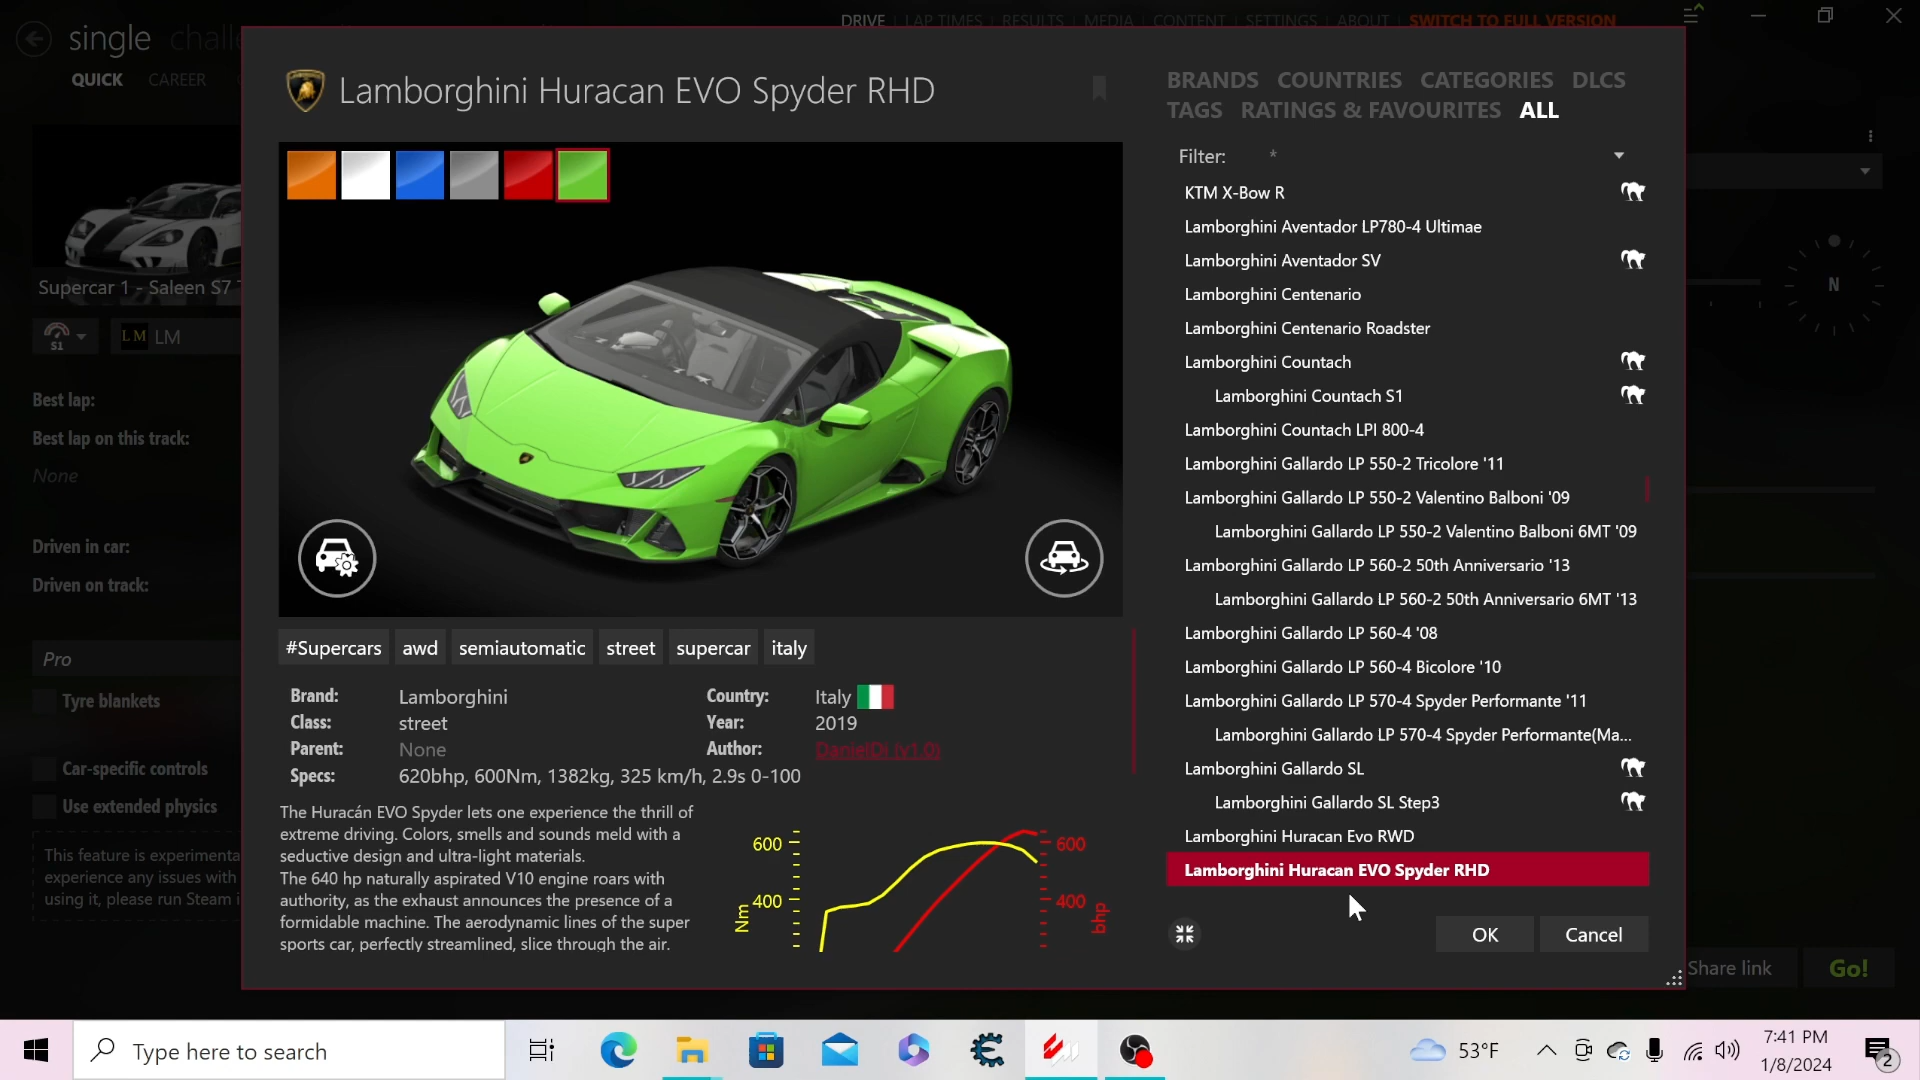 single challe
DRIVE | LAP TIMES | RESULTS | MEDIA | CONTENT | SETTINGS | ABOUT | SWITCH TO FULL VERSION
QUICK CAREER
Supercar 1 - Saleen S7
S1
LM LM
Best lap:
Best lap on this track:
None
Driven in car:
Driven on track:
Pro
Tyre blankets
Car-specific controls
Use extended physics
This feature is experimenta
experience any issues with
using it, please run Steam i
Lamborghini Huracan EVO Spyder RHD
#Supercars awd semiautomatic street supercar italy
Brand: Lamborghini Country: Italy
Class: street Year: 2019
Parent: None Author: DanielDi (v1.0)
Specs: 620bhp, 600Nm, 1382kg, 325 km/h, 2.9s 0-100
The Huracán EVO Spyder lets one experience the thrill of
extreme driving. Colors, smells and sounds meld with a
seductive design and ultra-light materials.
The 640 hp naturally aspirated V10 engine roars with
authority, as the exhaust announces the presence of a
formidable machine. The aerodynamic lines of the super
sports car, perfectly streamlined, slice through the air.
600 600
400 400
Nm bhp
BRANDS COUNTRIES CATEGORIES DLCS
TAGS RATINGS & FAVOURITES ALL
Filter: *
KTM X-Bow R
Lamborghini Aventador LP780-4 Ultimae
Lamborghini Aventador SV
Lamborghini Centenario
Lamborghini Centenario Roadster
Lamborghini Countach
Lamborghini Countach S1
Lamborghini Countach LPI 800-4
Lamborghini Gallardo LP 550-2 Tricolore '11
Lamborghini Gallardo LP 550-2 Valentino Balboni '09
Lamborghini Gallardo LP 550-2 Valentino Balboni 6MT '09
Lamborghini Gallardo LP 560-2 50th Anniversario '13
Lamborghini Gallardo LP 560-2 50th Anniversario 6MT '13
Lamborghini Gallardo LP 560-4 '08
Lamborghini Gallardo LP 560-4 Bicolore '10
Lamborghini Gallardo LP 570-4 Spyder Performante '11
Lamborghini Gallardo LP 570-4 Spyder Performante(Ma...
Lamborghini Gallardo SL
Lamborghini Gallardo SL Step3
Lamborghini Huracan Evo RWD
Lamborghini Huracan EVO Spyder RHD
OK Cancel
N
Share link Go!
Type here to search
53°F
7:41 PM
1/8/2024
2